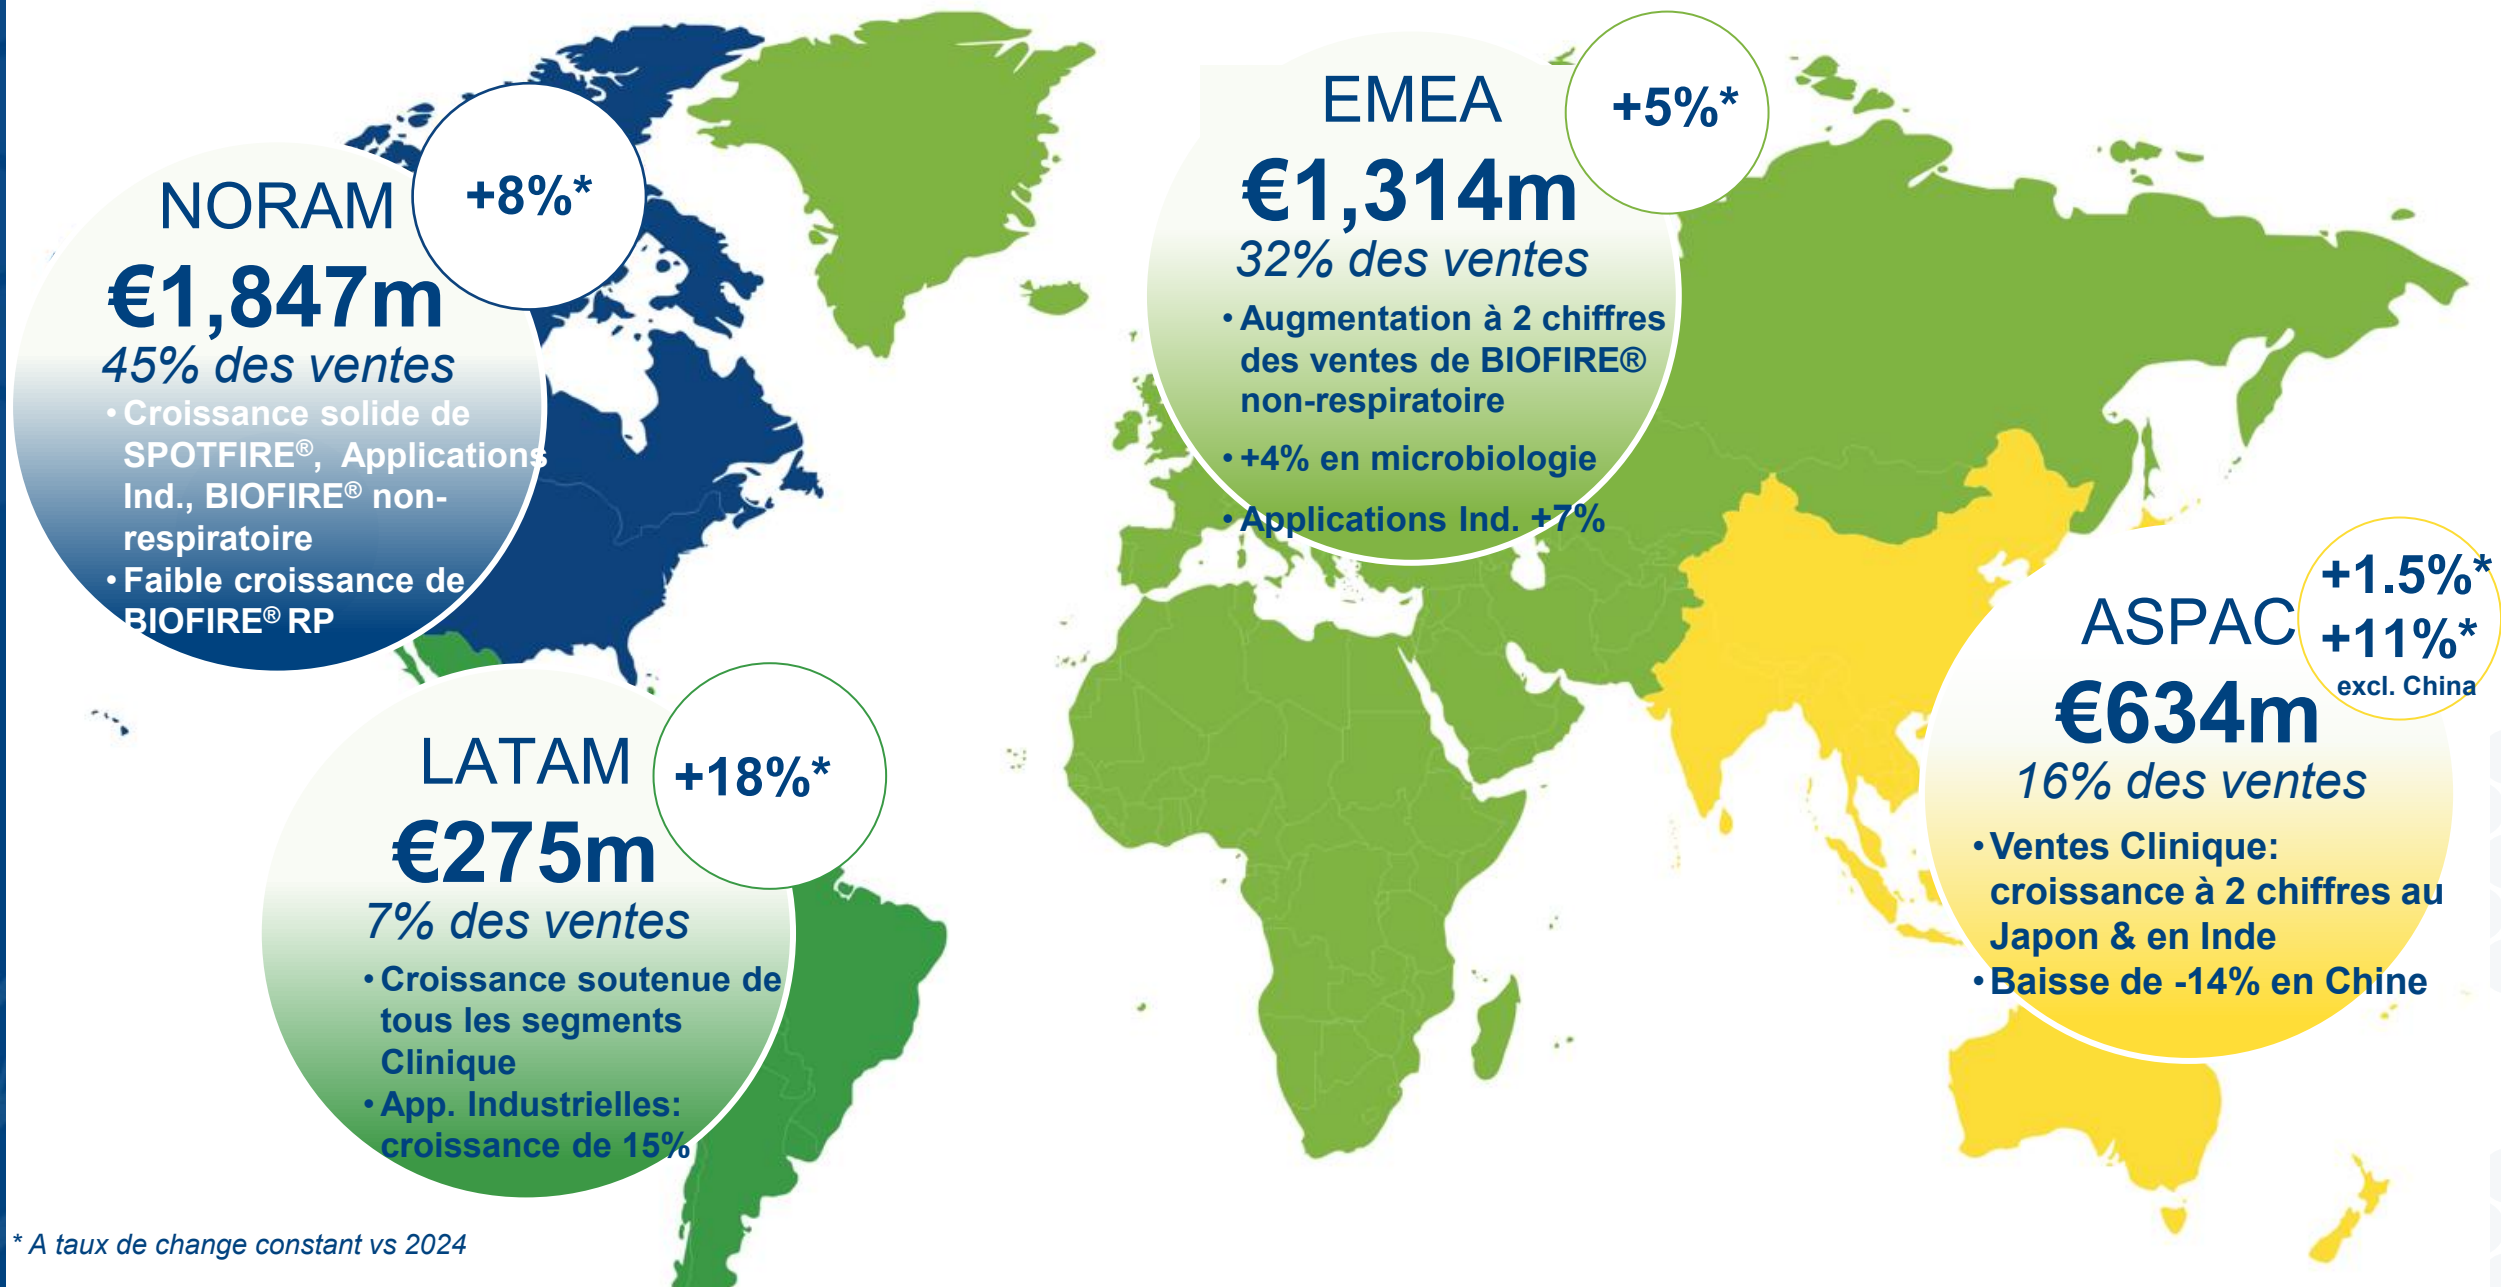 NORAM
+8%*
€1,847m
45% des ventes
• Croissance solide de
SPOTFIRE®, Applications
Ind., BIOFIRE® non-
respiratoire
• Faible croissance de
BIOFIRE® RP
EMEA
+5%*
€1,314m
32% des ventes
• Augmentation à 2 chiffres
des ventes de BIOFIRE®
non-respiratoire
• +4% en microbiologie
• Applications Ind. +7%
LATAM
+18%*
€275m
7% des ventes
• Croissance soutenue de
tous les segments
Clinique
• App. Industrielles:
croissance de 15%
ASPAC
+1.5%*
+11%*
excl. China
€634m
16% des ventes
• Ventes Clinique:
croissance à 2 chiffres au
Japon & en Inde
• Baisse de -14% en Chine
* A taux de change constant vs 2024